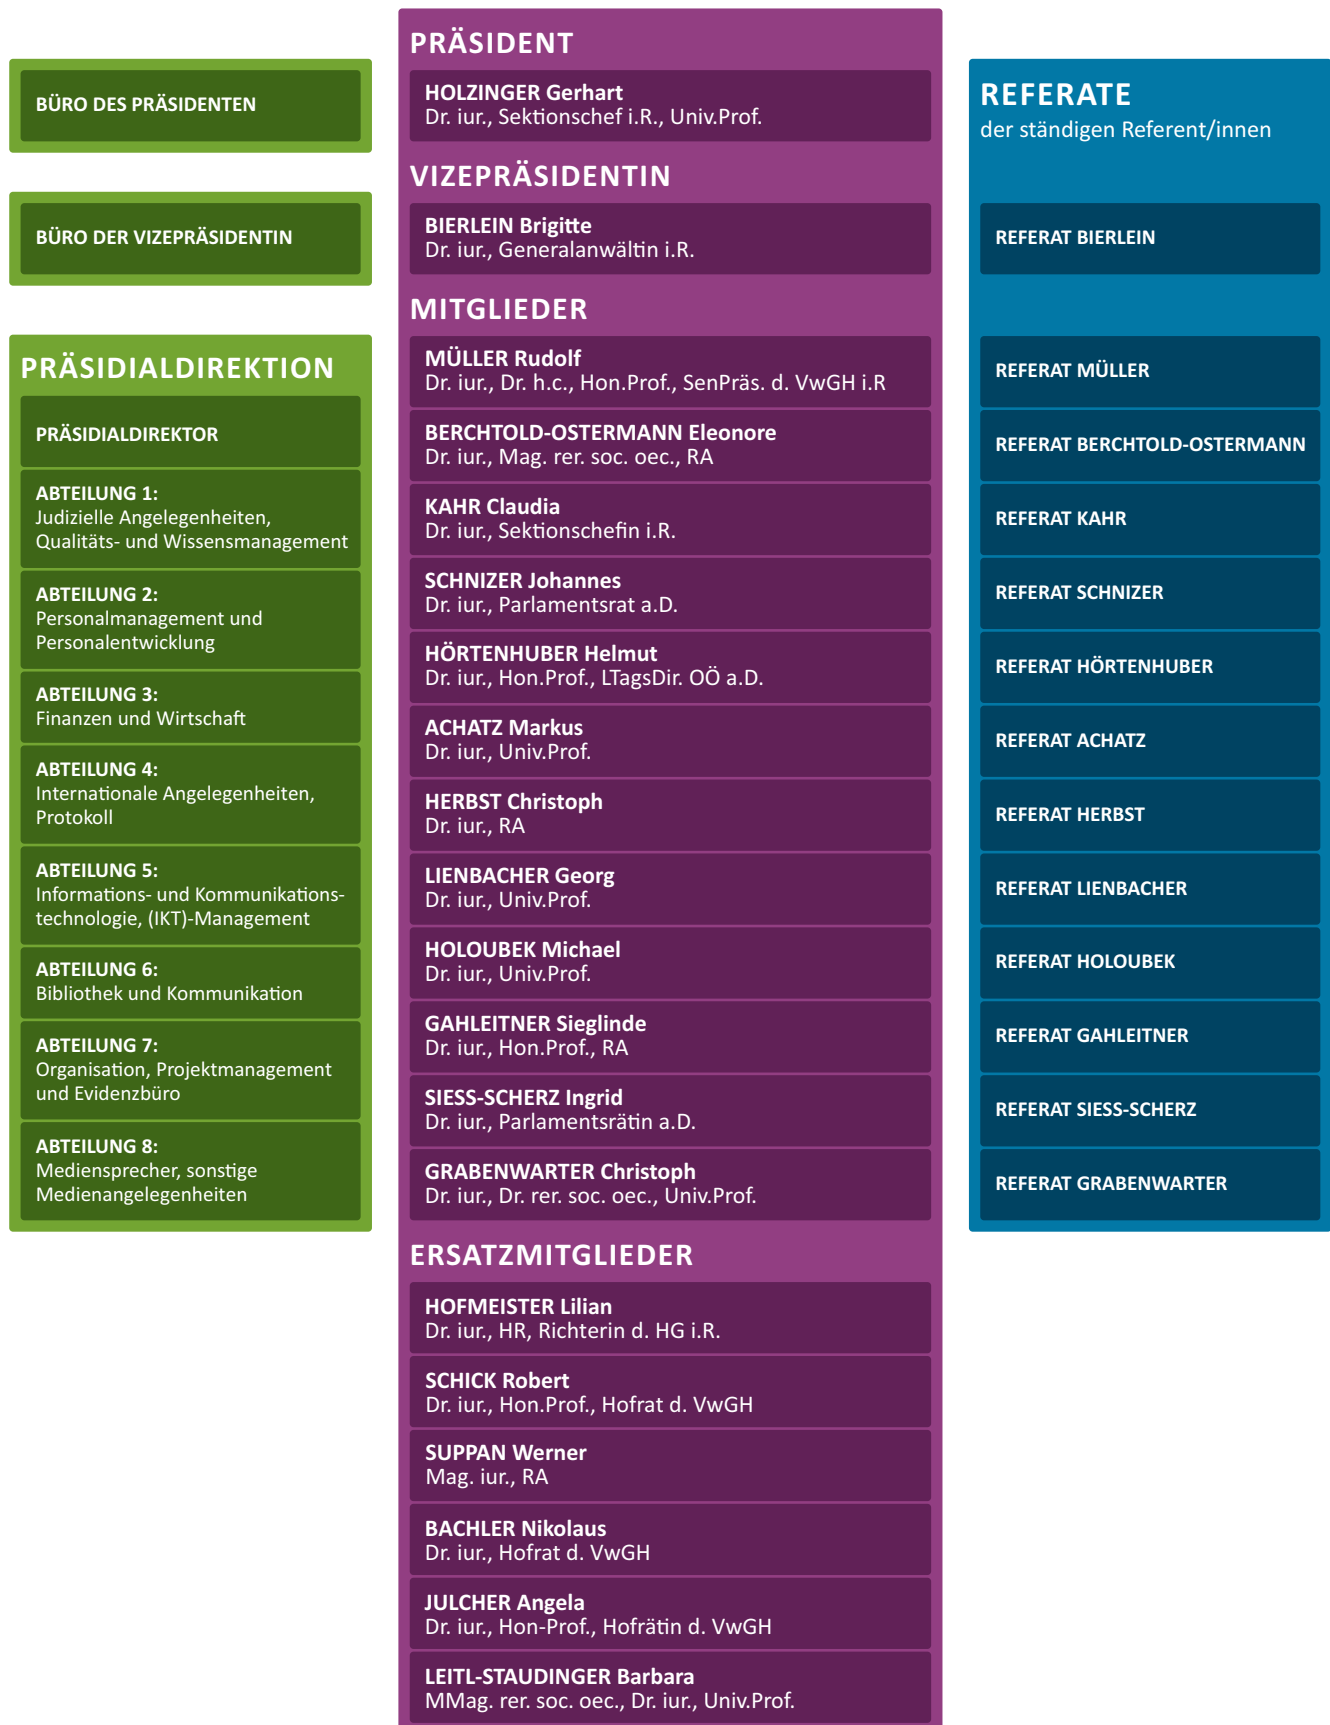 BÜRO DES PRÄSIDENTEN
BÜRO DER VIZEPRÄSIDENTIN
PRÄSIDIALDIREKTION
PRÄSIDIALDIREKTOR
ABTEILUNG 1:
Judizielle Angelegenheiten,
Qualitäts- und Wissensmanagement
ABTEILUNG 2:
Personalmanagement und
Personalentwicklung
ABTEILUNG 3:
Finanzen und Wirtschaft
ABTEILUNG 4:
Internationale Angelegenheiten,
Protokoll
ABTEILUNG 5:
Informations- und Kommunikations-
technologie, (IKT)-Management
ABTEILUNG 6:
Bibliothek und Kommunikation
ABTEILUNG 7:
Organisation, Projektmanagement
und Evidenzbüro
ABTEILUNG 8:
Mediensprecher, sonstige
Medienangelegenheiten
PRÄSIDENT
HOLZINGER Gerhart
Dr. iur., Sektionschef i.R., Univ.Prof.
VIZEPRÄSIDENTIN
BIERLEIN Brigitte
Dr. iur., Generalanwältin i.R.
MITGLIEDER
MÜLLER Rudolf
Dr. iur., Dr. h.c., Hon.Prof., SenPräs. d. VwGH i.R
BERCHTOLD-OSTERMANN Eleonore
Dr. iur., Mag. rer. soc. oec., RA
KAHR Claudia
Dr. iur., Sektionschefin i.R.
SCHNIZER Johannes
Dr. iur., Parlamentsrat a.D.
HÖRTENHUBER Helmut
Dr. iur., Hon.Prof., LTagsDir. OÖ a.D.
ACHATZ Markus
Dr. iur., Univ.Prof.
HERBST Christoph
Dr. iur., RA
LIENBACHER Georg
Dr. iur., Univ.Prof.
HOLOUBEK Michael
Dr. iur., Univ.Prof.
GAHLEITNER Sieglinde
Dr. iur., Hon.Prof., RA
SIESS-SCHERZ Ingrid
Dr. iur., Parlamentsrätin a.D.
GRABENWARTER Christoph
Dr. iur., Dr. rer. soc. oec., Univ.Prof.
ERSATZMITGLIEDER
HOFMEISTER Lilian
Dr. iur., HR, Richterin d. HG i.R.
SCHICK Robert
Dr. iur., Hon.Prof., Hofrat d. VwGH
SUPPAN Werner
Mag. iur., RA
BACHLER Nikolaus
Dr. iur., Hofrat d. VwGH
JULCHER Angela
Dr. iur., Hon-Prof., Hofrätin d. VwGH
LEITL-STAUDINGER Barbara
MMag. rer. soc. oec., Dr. iur., Univ.Prof.
REFERATE
der ständigen Referent/innen
REFERAT BIERLEIN
REFERAT MÜLLER
REFERAT BERCHTOLD-OSTERMANN
REFERAT KAHR
REFERAT SCHNIZER
REFERAT HÖRTENHUBER
REFERAT ACHATZ
REFERAT HERBST
REFERAT LIENBACHER
REFERAT HOLOUBEK
REFERAT GAHLEITNER
REFERAT SIESS-SCHERZ
REFERAT GRABENWARTER